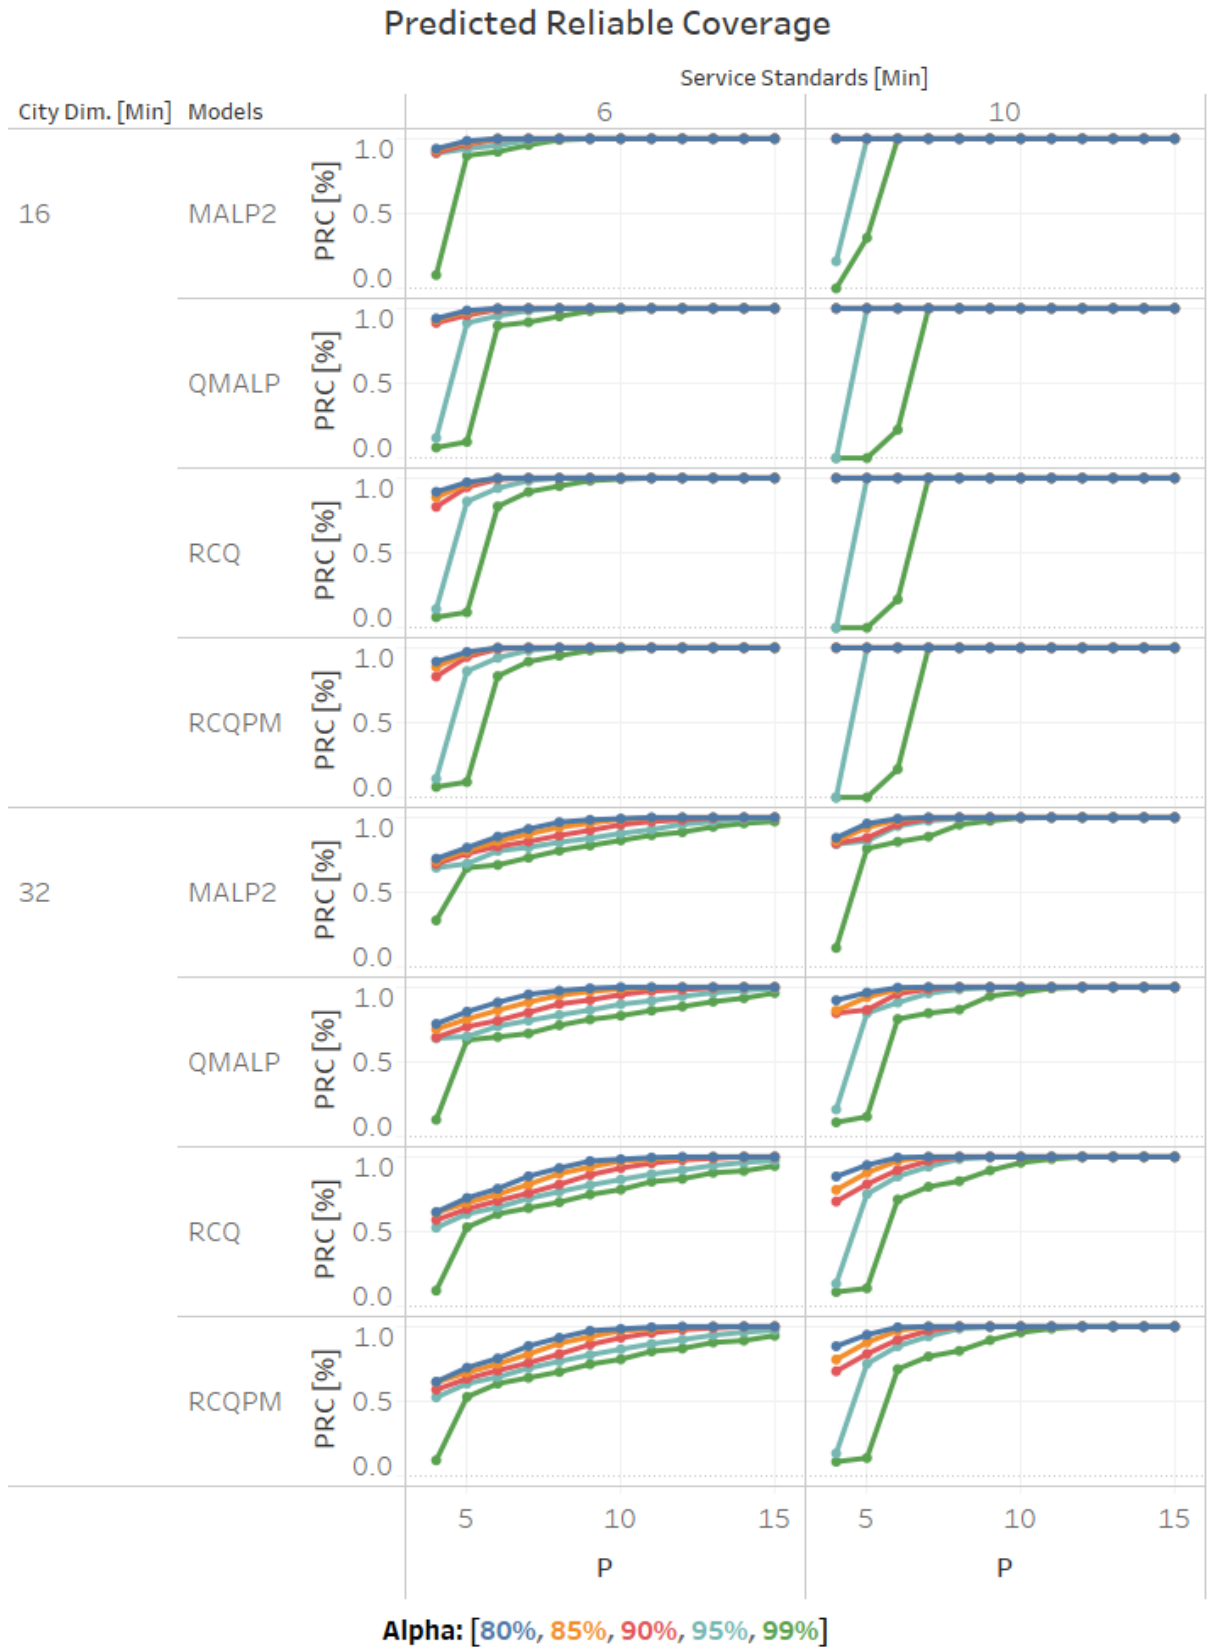 Predicted Reliable Coverage
Service Standards [Min]
City Dim. [Min] Models 6 10
16 MALP2 PRC [%] 1.0 0.5 0.0
QMALP PRC [%] 1.0 0.5 0.0
RCQ PRC [%] 1.0 0.5 0.0
RCQPM PRC [%] 1.0 0.5 0.0
32 MALP2 PRC [%] 1.0 0.5 0.0
QMALP PRC [%] 1.0 0.5 0.0
RCQ PRC [%] 1.0 0.5 0.0
RCQPM PRC [%] 1.0 0.5 0.0
5 10 15 5 10 15
P P
Alpha: [80%, 85%, 90%, 95%, 99%]